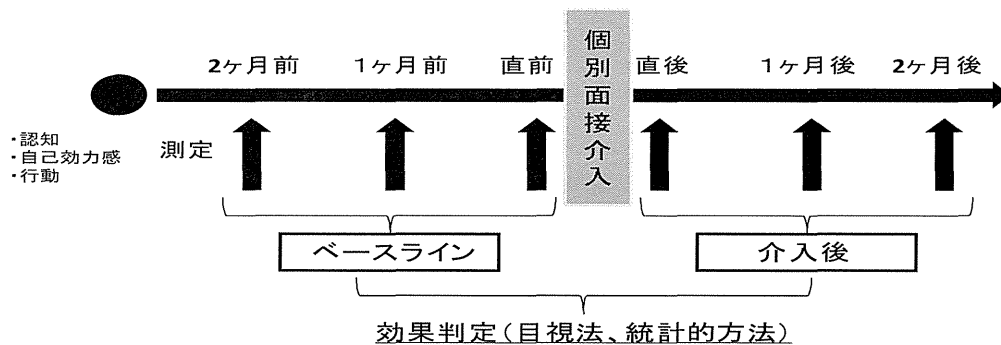 個別面接介入
2ヶ月前
1ヶ月前
直前
直後
1ヶ月後
2ヶ月後
・認知
・自己効力感
・行動
測定
ベースライン
介入後
効果判定(目視法、統計的方法)